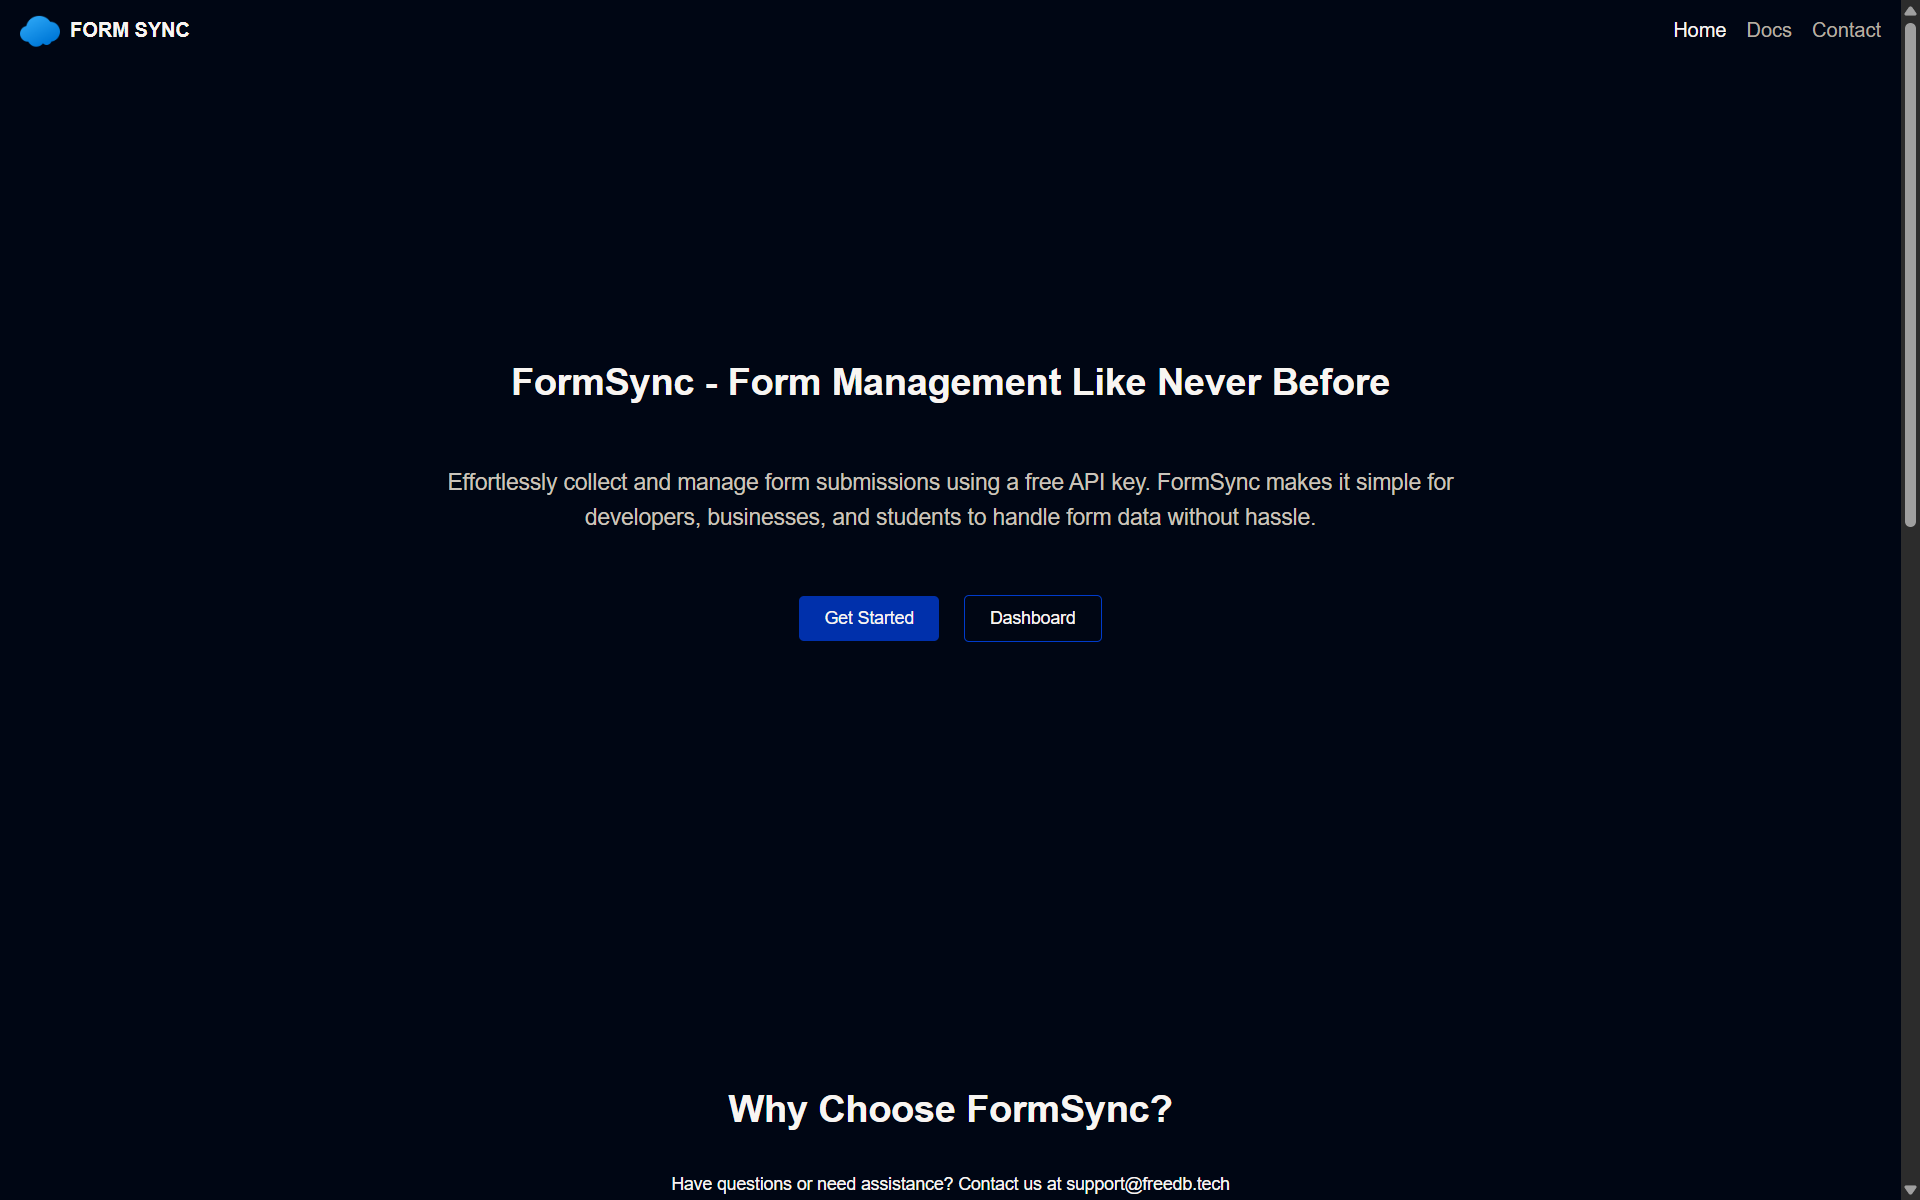 FORM SYNC
Home Docs Contact
FormSync - Form Management Like Never Before
Effortlessly collect and manage form submissions using a free API key. FormSync makes it simple for
developers, businesses, and students to handle form data without hassle.
Get Started Dashboard
Why Choose FormSync?
Have questions or need assistance? Contact us at support@freedb.tech